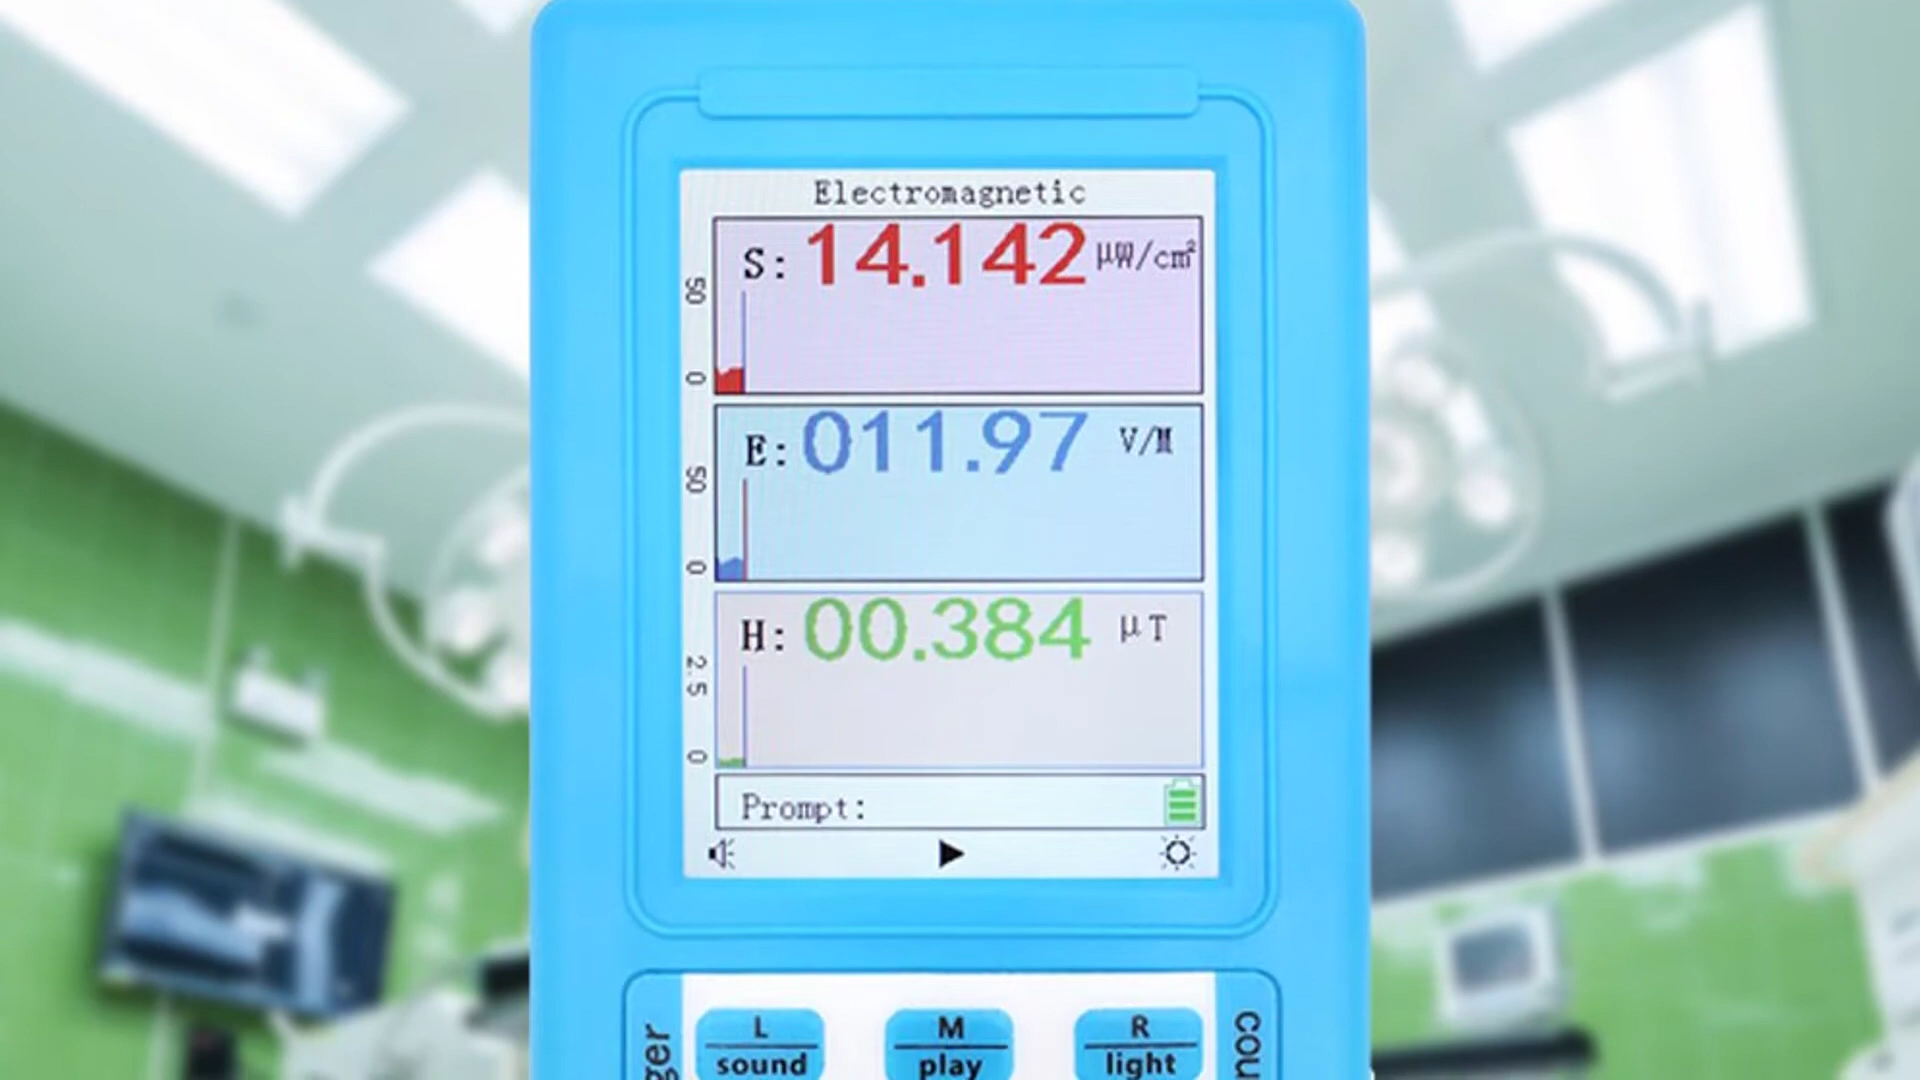 Electromagnetic
S: 14.142 μW/cm²
50
0
E: 011.97 V/M
50
0
H: 00.384 μT
2.5
0
Prompt:
L
sound
M
play
R
light